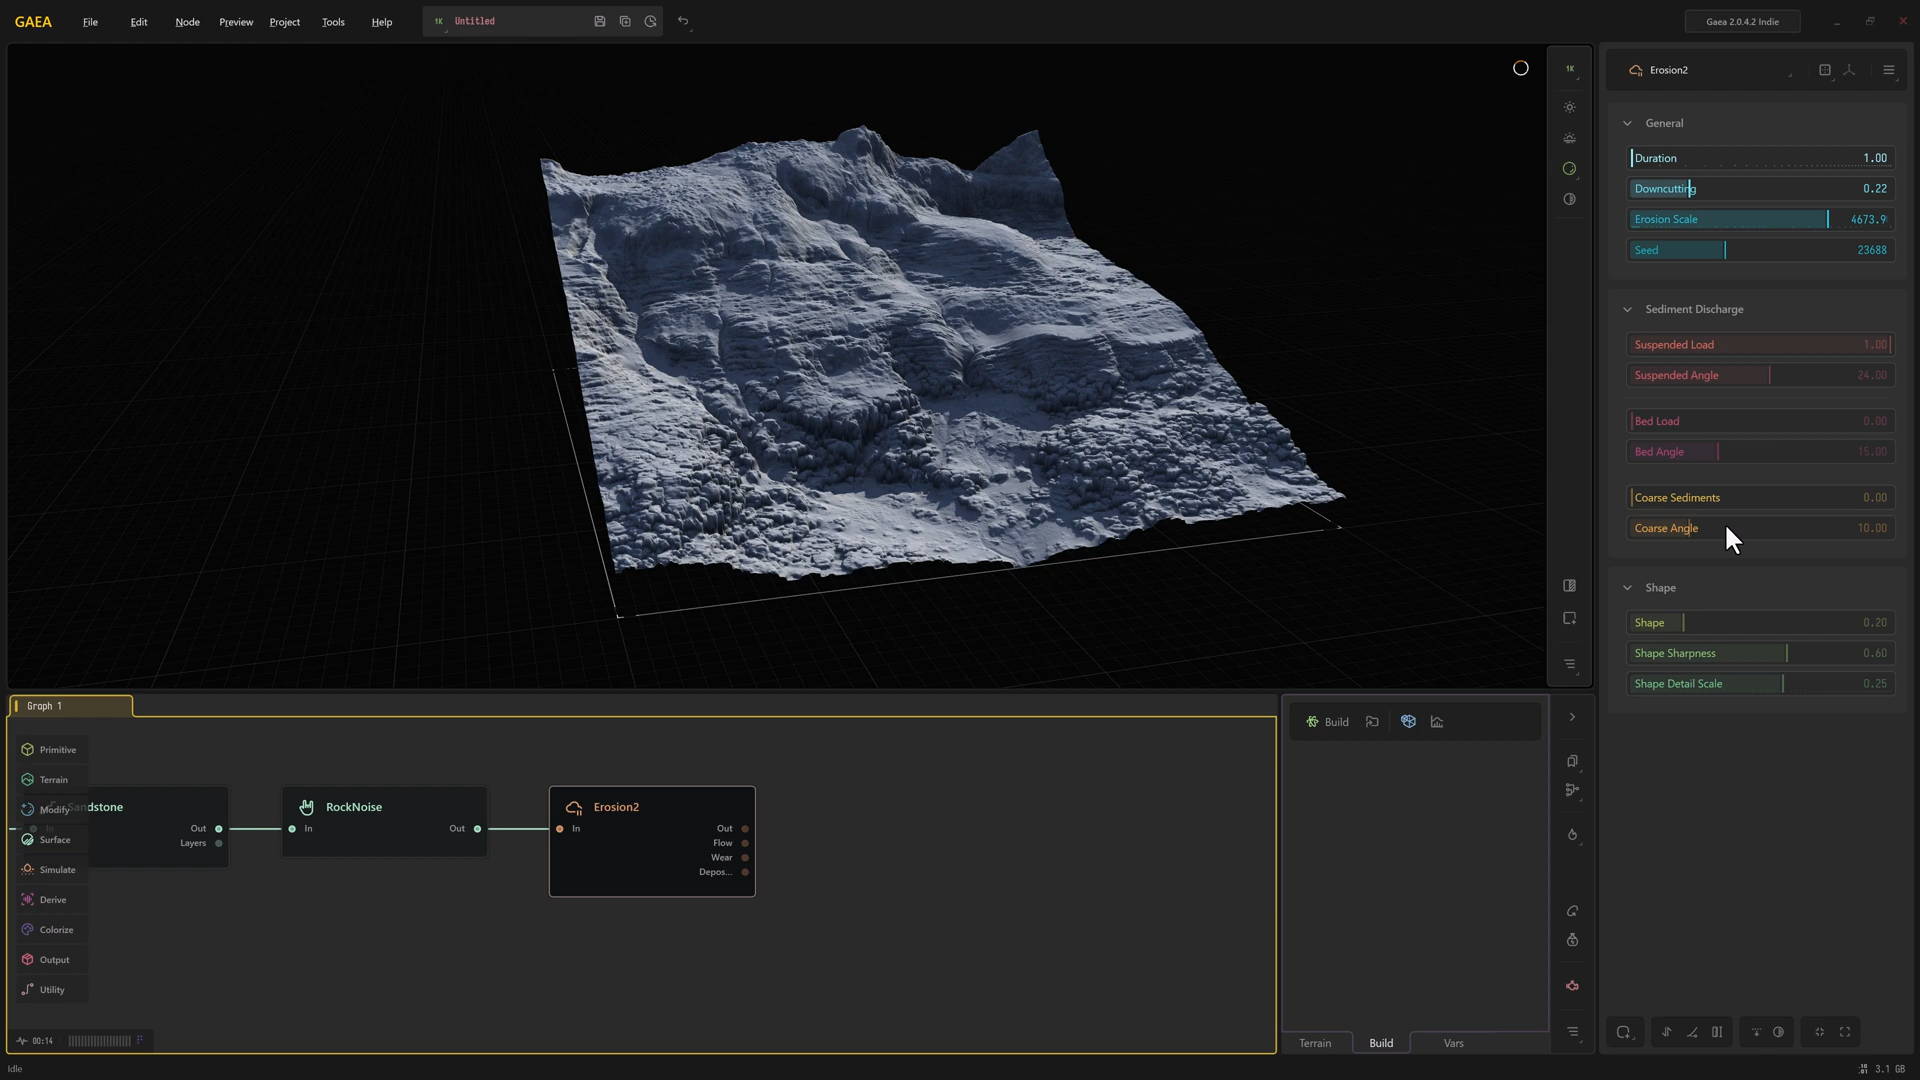 GAEA File Edit Node Preview Project Tools Help 1K Untitled Gaea 2.0.4.2 Indie
1K
Erosion2
General
Duration 1.00
Downcutting 0.22
Erosion Scale 4673.9
Seed 23688
Sediment Discharge
Suspended Load 1.00
Suspended Angle 24.00
Bed Load 0.00
Bed Angle 15.00
Coarse Sediments 0.00
Coarse Angle 10.00
Shape
Shape 0.20
Shape Sharpness 0.60
Shape Detail Scale 0.25
Graph 1
Primitive
Terrain
Modify
Surface
Simulate
Derive
Colorize
Output
Utility
00:14
ndstone
In
Out
Layers
RockNoise
In Out
Erosion2
In Out
Flow
Wear
Depos...
Build
Terrain Build Vars
Idle
3.1 GB